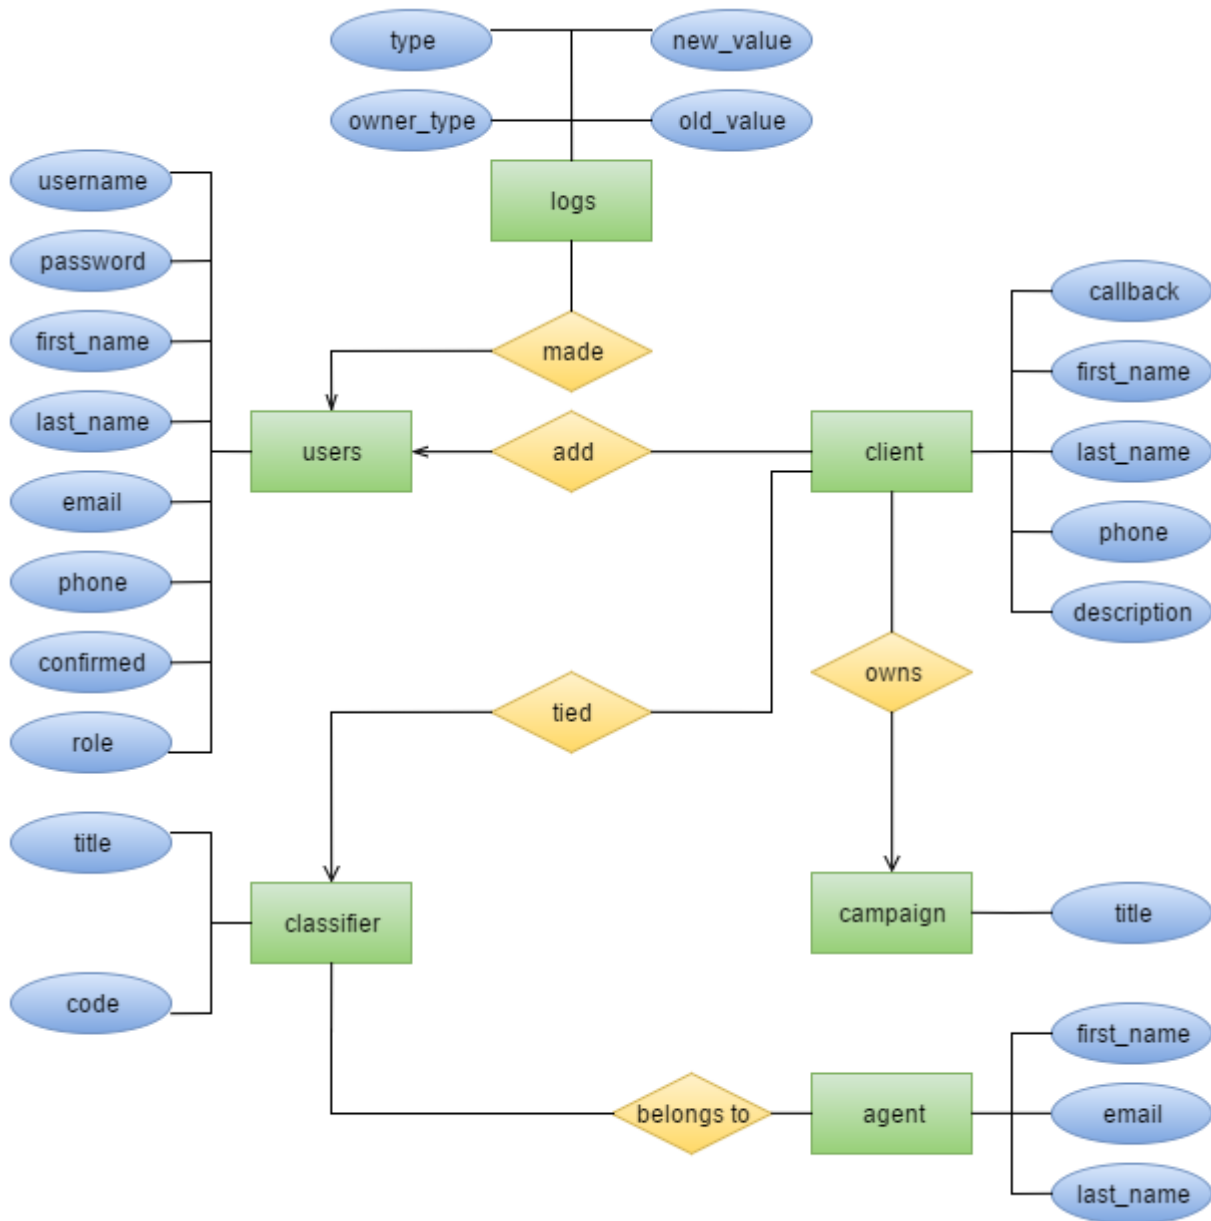 type
new_value
owner_type
old_value
logs
username
password
first_name
last_name
email
phone
confirmed
role
made
users
add
client
callback
first_name
last_name
phone
description
owns
tied
title
code
classifier
campaign
title
belongs to
agent
first_name
email
last_name